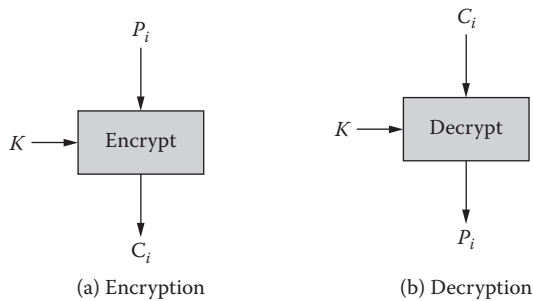 P_i
K
Encrypt
C_i
(a) Encryption
C_i
K
Decrypt
P_i
(b) Decryption